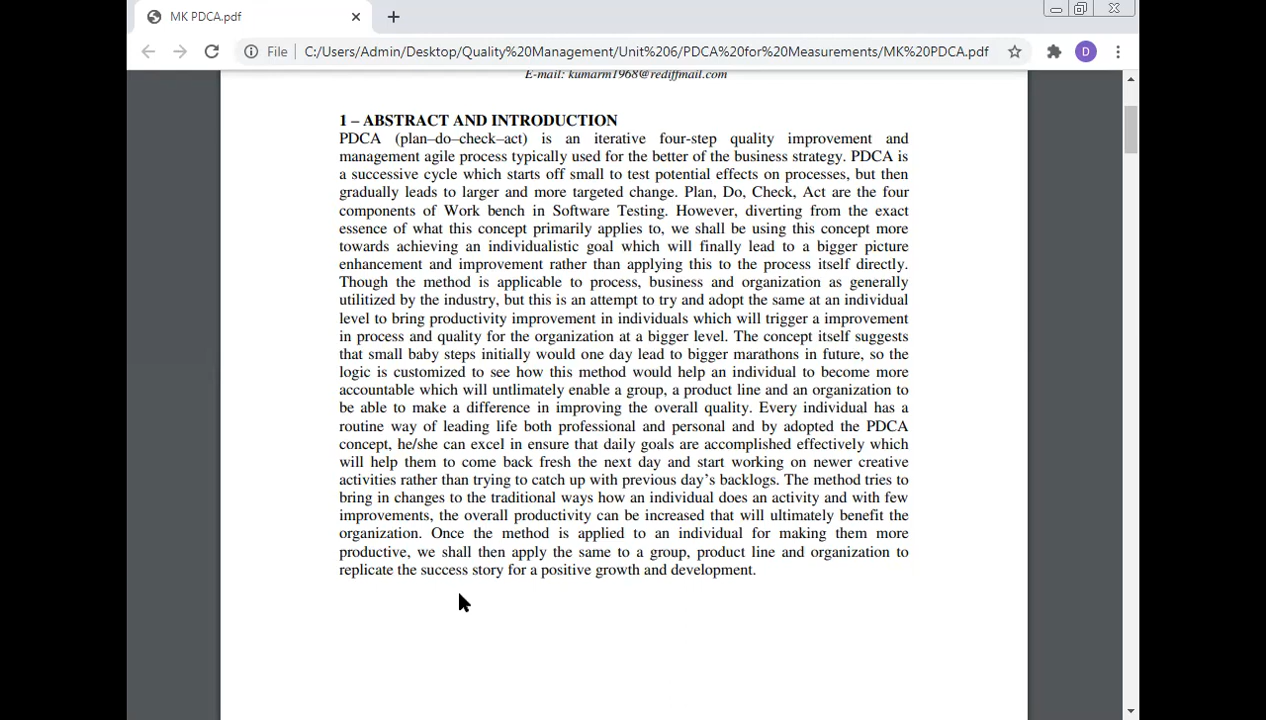 MK PDCA.pdf
File C:/Users/Admin/Desktop/Quality%20Management/Unit%206/PDCA%20for%20Measurements/MK%20PDCA.pdf
D
E-mail: kumarm1968@rediffmail.com
1 – ABSTRACT AND INTRODUCTION
PDCA (plan–do–check–act) is an iterative four-step quality improvement and
management agile process typically used for the better of the business strategy. PDCA is
a successive cycle which starts off small to test potential effects on processes, but then
gradually leads to larger and more targeted change. Plan, Do, Check, Act are the four
components of Work bench in Software Testing. However, diverting from the exact
essence of what this concept primarily applies to, we shall be using this concept more
towards achieving an individualistic goal which will finally lead to a bigger picture
enhancement and improvement rather than applying this to the process itself directly.
Though the method is applicable to process, business and organization as generally
utilitized by the industry, but this is an attempt to try and adopt the same at an individual
level to bring productivity improvement in individuals which will trigger a improvement
in process and quality for the organization at a bigger level. The concept itself suggests
that small baby steps initially would one day lead to bigger marathons in future, so the
logic is customized to see how this method would help an individual to become more
accountable which will untlimately enable a group, a product line and an organization to
be able to make a difference in improving the overall quality. Every individual has a
routine way of leading life both professional and personal and by adopted the PDCA
concept, he/she can excel in ensure that daily goals are accomplished effectively which
will help them to come back fresh the next day and start working on newer creative
activities rather than trying to catch up with previous day’s backlogs. The method tries to
bring in changes to the traditional ways how an individual does an activity and with few
improvements, the overall productivity can be increased that will ultimately benefit the
organization. Once the method is applied to an individual for making them more
productive, we shall then apply the same to a group, product line and organization to
replicate the success story for a positive growth and development.